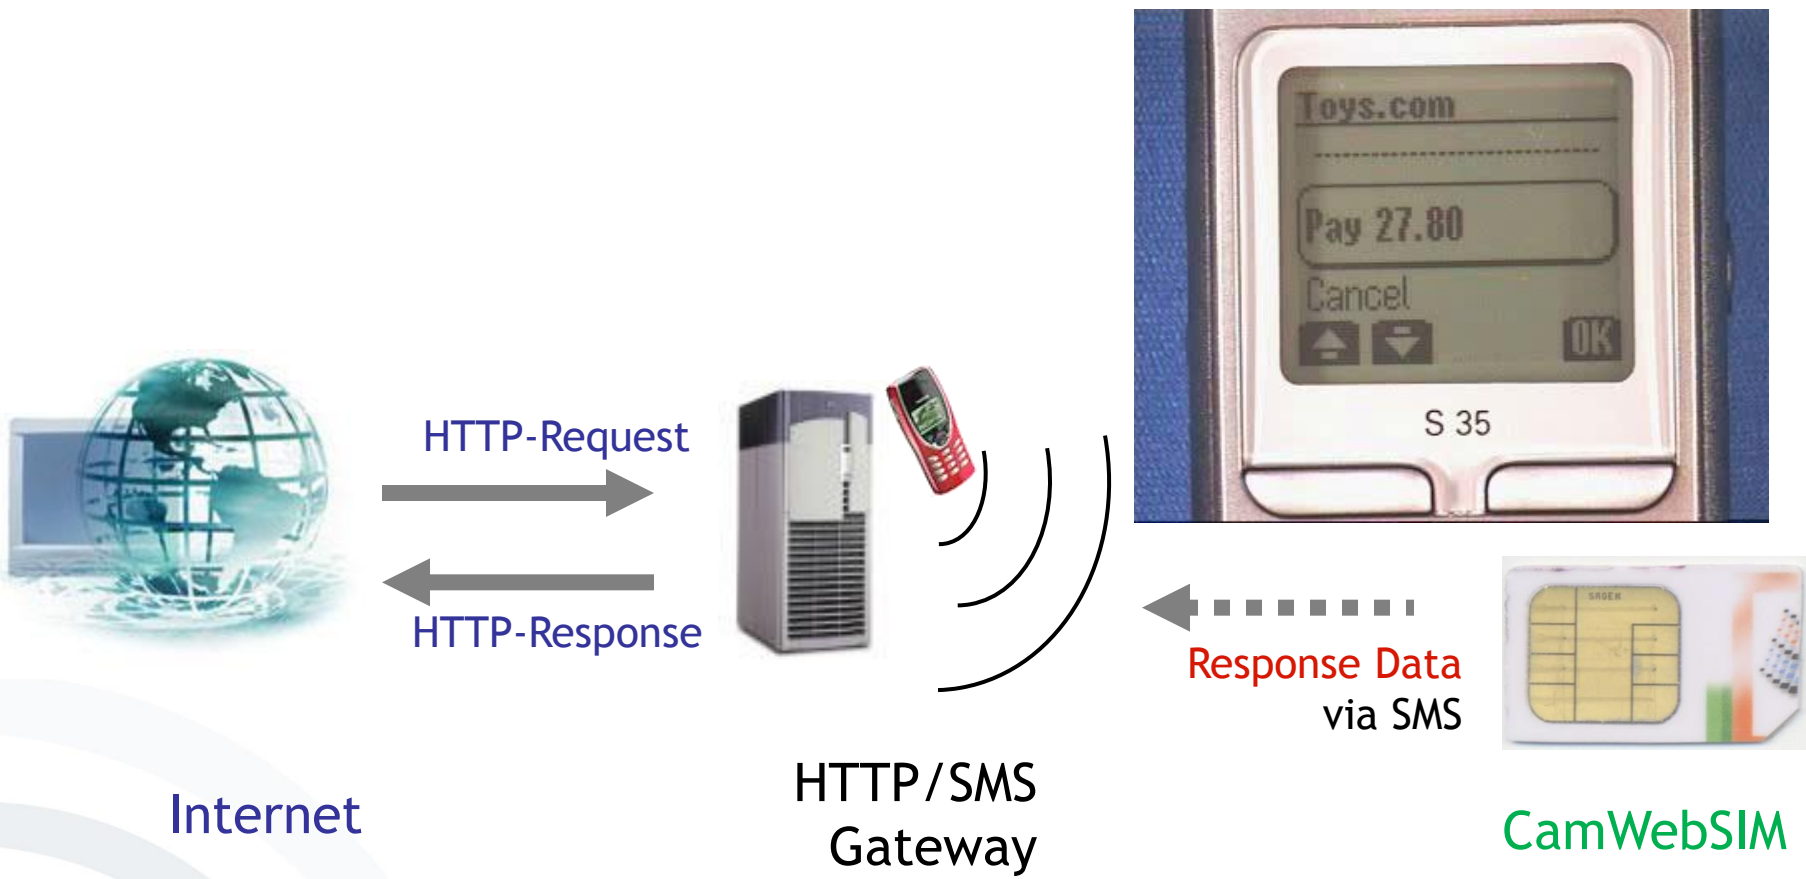 Toys.com
Pay 27.80
Cancel
OK
S 35
HTTP-Request
HTTP-Response
SAGEM
Response Data
via SMS
Internet
HTTP/SMS
Gateway
CamWebSIM